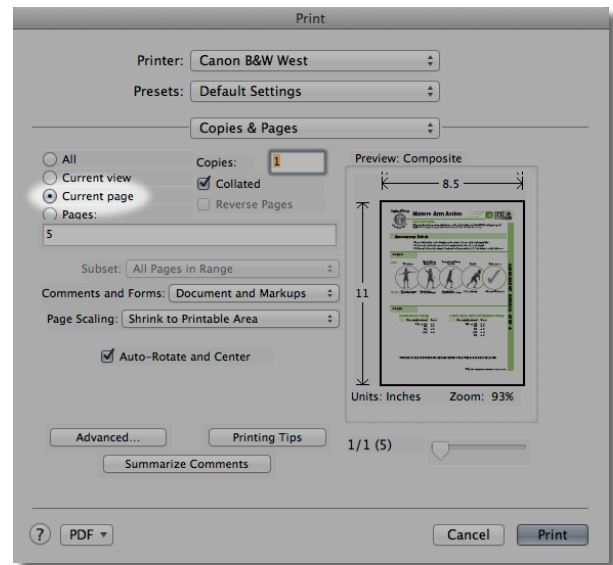 Print
Printer: Canon B&W West
Presets: Default Settings
Copies & Pages
All
Current view
Current page
Pages:
5
Copies: 1
Collated
Reverse Pages
Subset: All Pages in Range
Comments and Forms: Document and Markups
Page Scaling: Shrink to Printable Area
Auto-Rotate and Center
Advanced...
Printing Tips
Summarize Comments
Preview: Composite
8.5
11
Units: Inches Zoom: 93%
1/1 (5)
? PDF
Cancel
Print